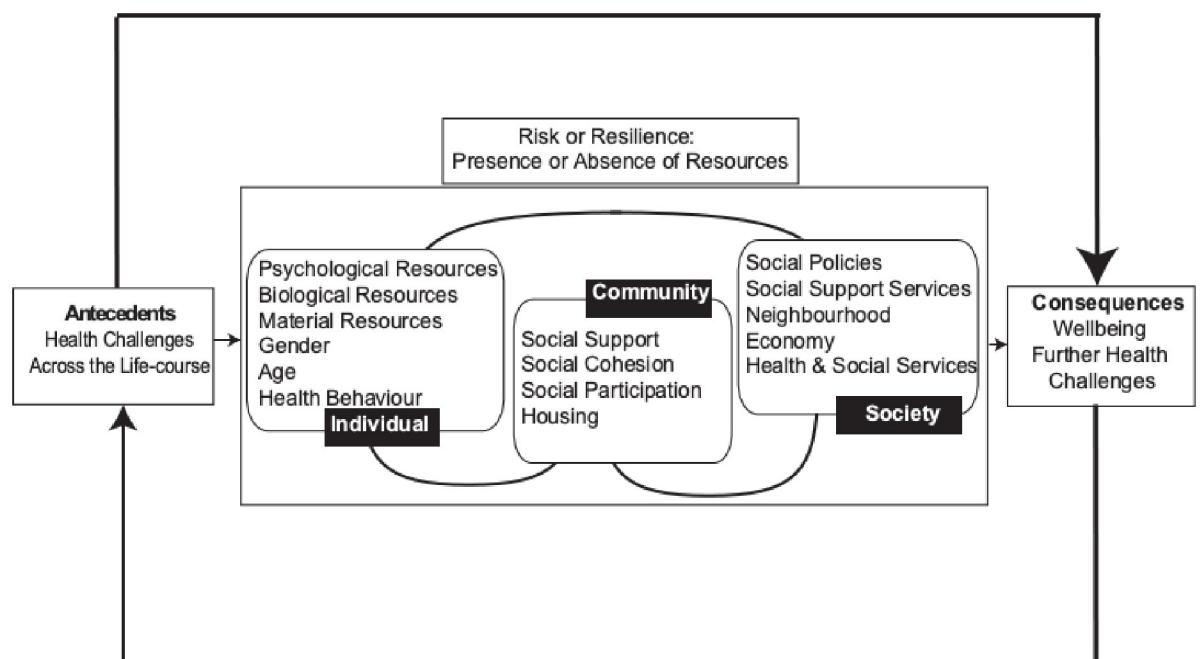 Risk or Resilience:
Presence or Absence of Resources
Antecedents
Health Challenges
Across the Life-course
Psychological Resources
Biological Resources
Material Resources
Gender
Age
Health Behaviour
Individual
Community
Social Support
Social Cohesion
Social Participation
Housing
Social Policies
Social Support Services
Neighbourhood
Economy
Health & Social Services
Society
Consequences
Wellbeing
Further Health
Challenges